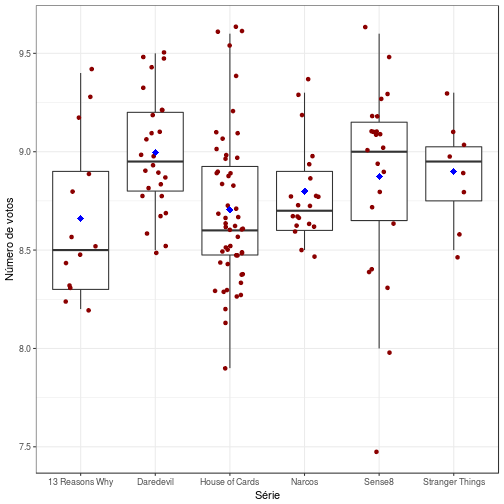 Número de votos
9.5
9.0
8.5
8.0
7.5
13 Reasons Why Daredevil House of Cards Narcos Sense8 Stranger Things
Série